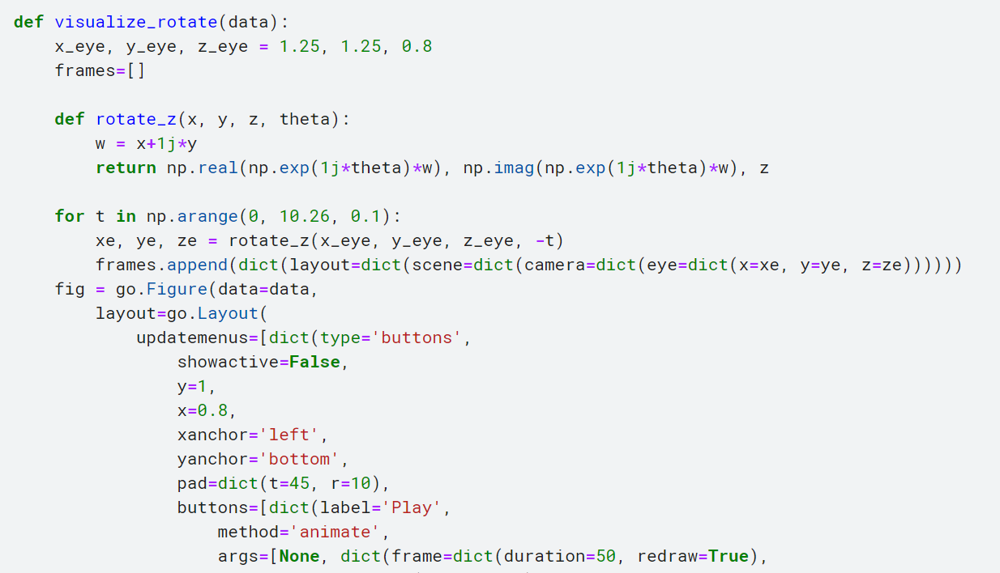 def visualize_rotate(data):
    x_eye, y_eye, z_eye = 1.25, 1.25, 0.8
    frames=[]

    def rotate_z(x, y, z, theta):
        w = x+1j*y
        return np.real(np.exp(1j*theta)*w), np.imag(np.exp(1j*theta)*w), z

    for t in np.arange(0, 10.26, 0.1):
        xe, ye, ze = rotate_z(x_eye, y_eye, z_eye, -t)
        frames.append(dict(layout=dict(scene=dict(camera=dict(eye=dict(x=xe, y=ye, z=ze))))))
    fig = go.Figure(data=data,
        layout=go.Layout(
            updatemenus=[dict(type='buttons',
                showactive=False,
                y=1,
                x=0.8,
                xanchor='left',
                yanchor='bottom',
                pad=dict(t=45, r=10),
                buttons=[dict(label='Play',
                    method='animate',
                    args=[None, dict(frame=dict(duration=50, redraw=True),